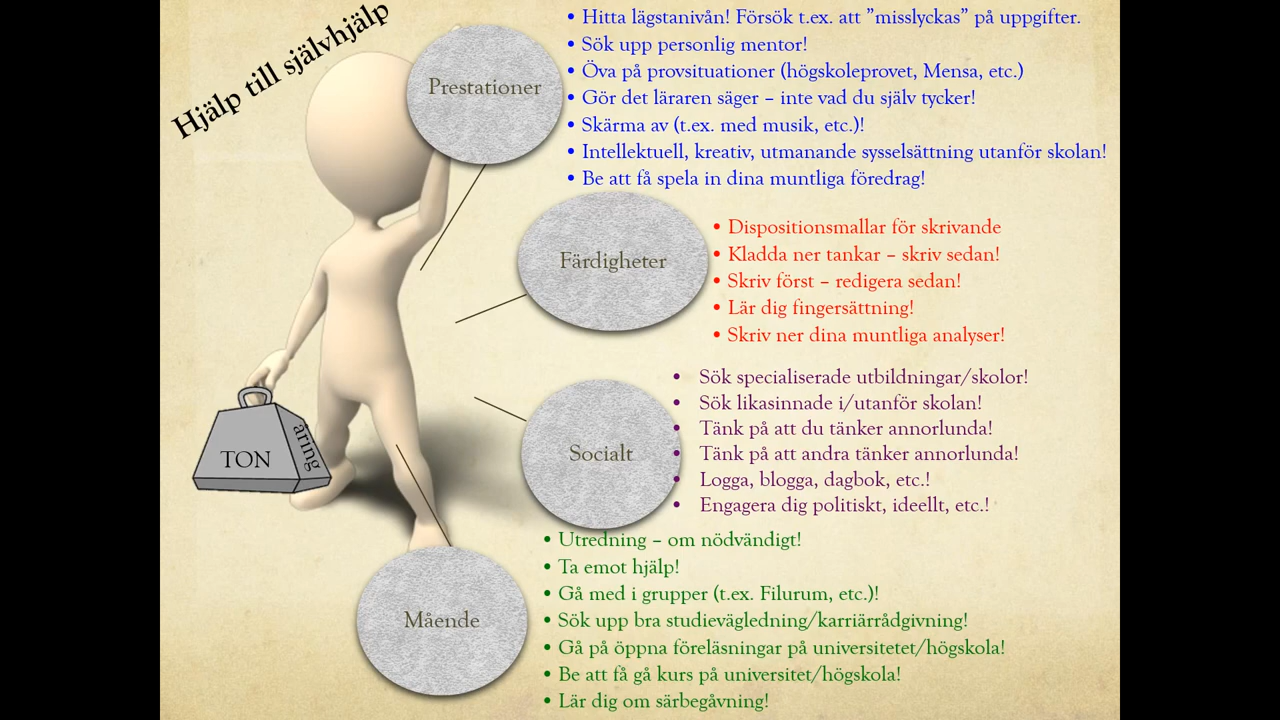 Hjälp till självhjälp
Prestationer
• Hitta lägstanivån! Försök t.ex. att ”misslyckas” på uppgifter.
• Sök upp personlig mentor!
• Öva på provsituationer (högskoleprovet, Mensa, etc.)
• Gör det läraren säger – inte vad du själv tycker!
• Skärma av (t.ex. med musik, etc.)!
• Intellektuell, kreativ, utmanande sysselsättning utanför skolan!
• Be att få spela in dina muntliga föredrag!
Färdigheter
• Dispositionsmallar för skrivande
• Kladda ner tankar – skriv sedan!
• Skriv först – redigera sedan!
• Lär dig fingersättning!
• Skriv ner dina muntliga analyser!
Socialt
• Sök specialiserade utbildningar/skolor!
• Sök likasinnade i/utanför skolan!
• Tänk på att du tänker annorlunda!
• Tänk på att andra tänker annorlunda!
• Logga, blogga, dagbok, etc.!
• Engagera dig politiskt, ideellt, etc.!
TON
aring
Mående
• Utredning – om nödvändigt!
• Ta emot hjälp!
• Gå med i grupper (t.ex. Filurum, etc.)!
• Sök upp bra studievägledning/karriärrådgivning!
• Gå på öppna föreläsningar på universitetet/högskola!
• Be att få gå kurs på universitet/högskola!
• Lär dig om särbegåvning!